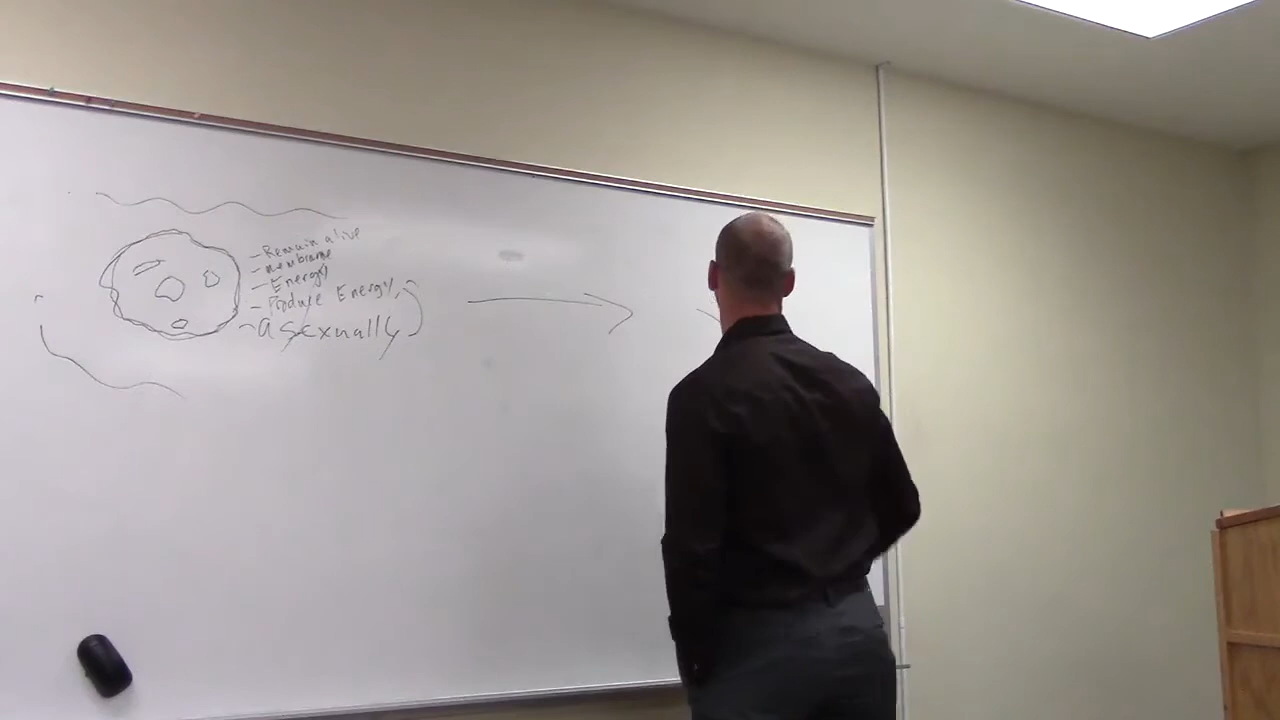 - Remain alive
- membrane
- Energy
- Produce Energy
- asexually